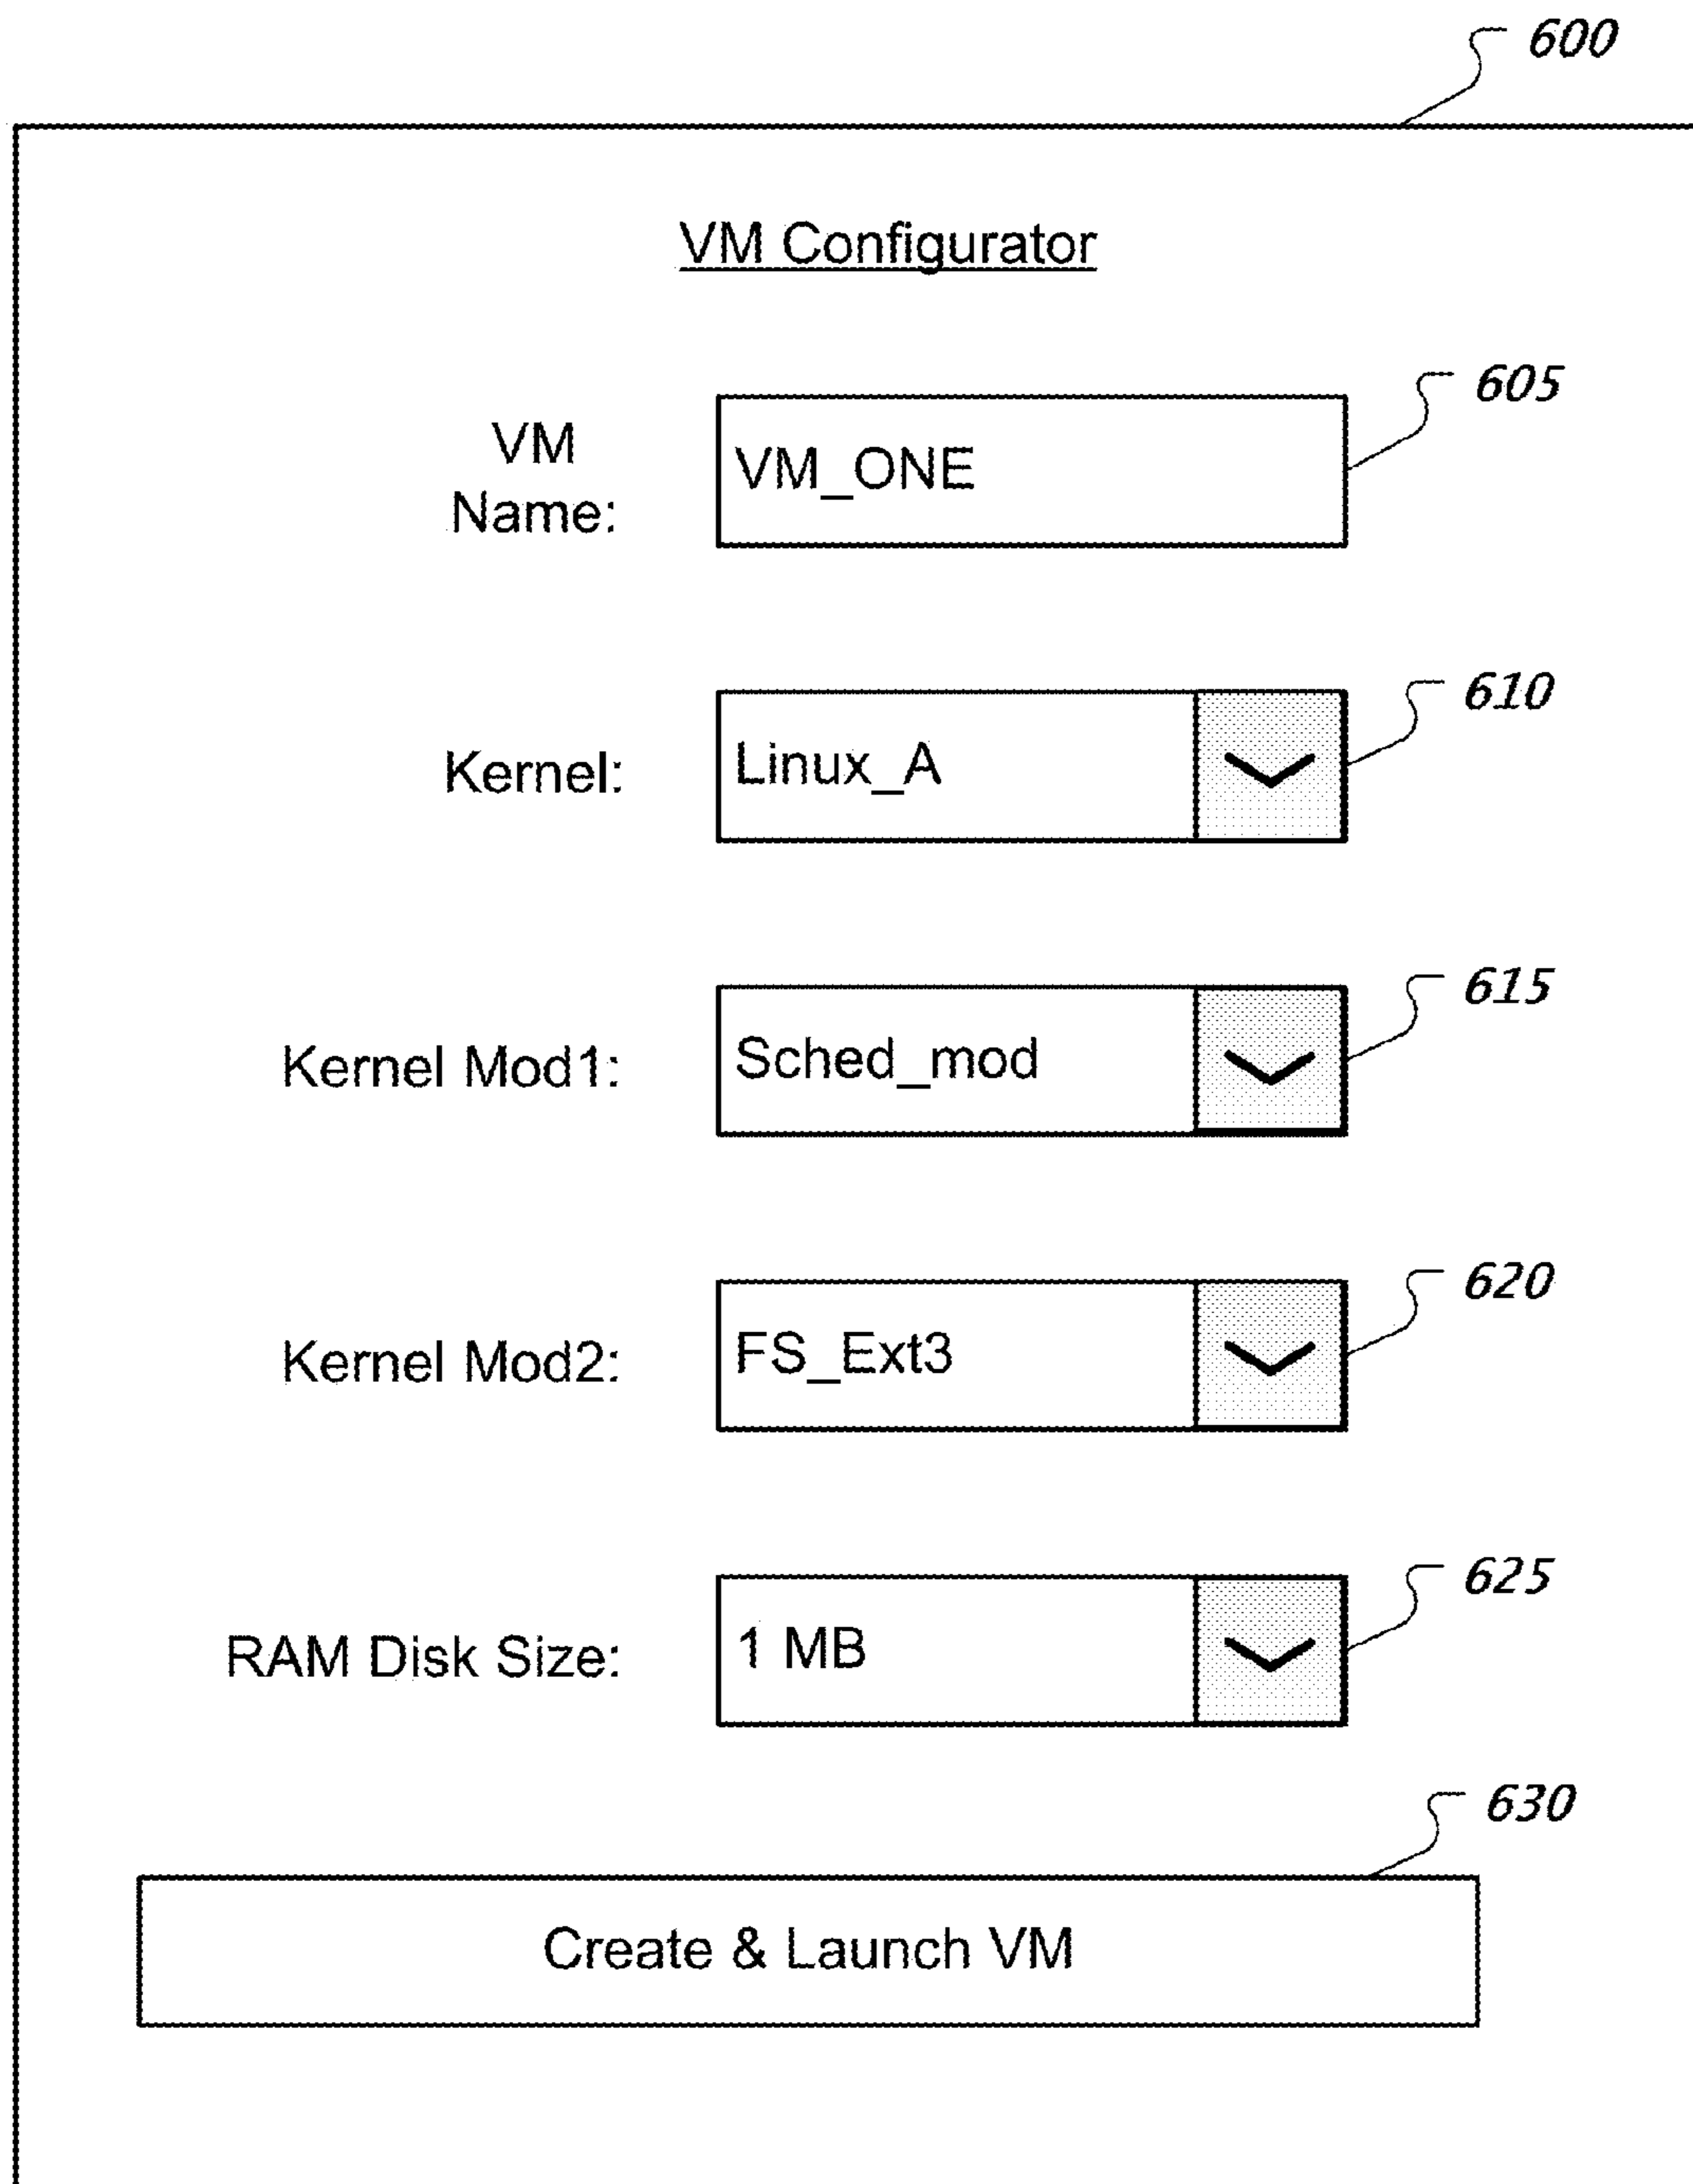 600
VM Configurator
605
VM
Name:
VM_ONE
610
Kernel:
Linux_A
615
Kernel Mod1:
Sched_mod
620
Kernel Mod2:
FS_Ext3
625
RAM Disk Size:
1 MB
630
Create & Launch VM